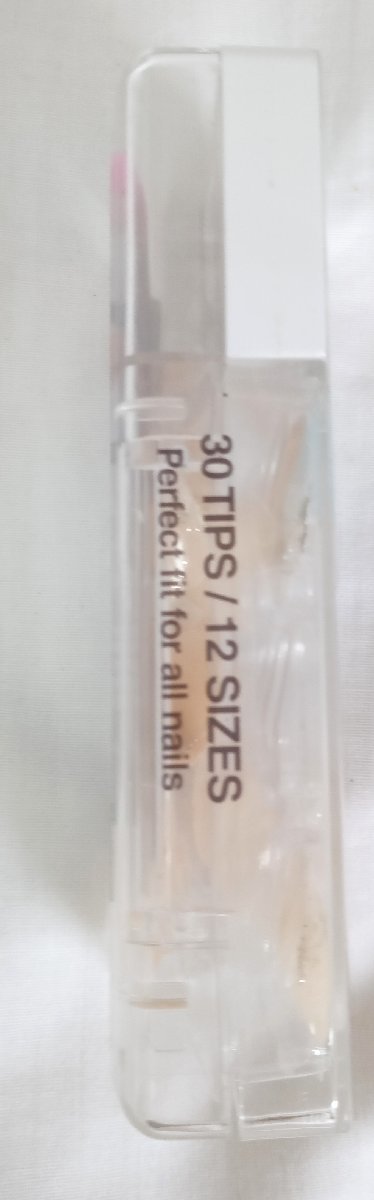 30 TIPS / 12 SIZES
Perfect fit for all nails